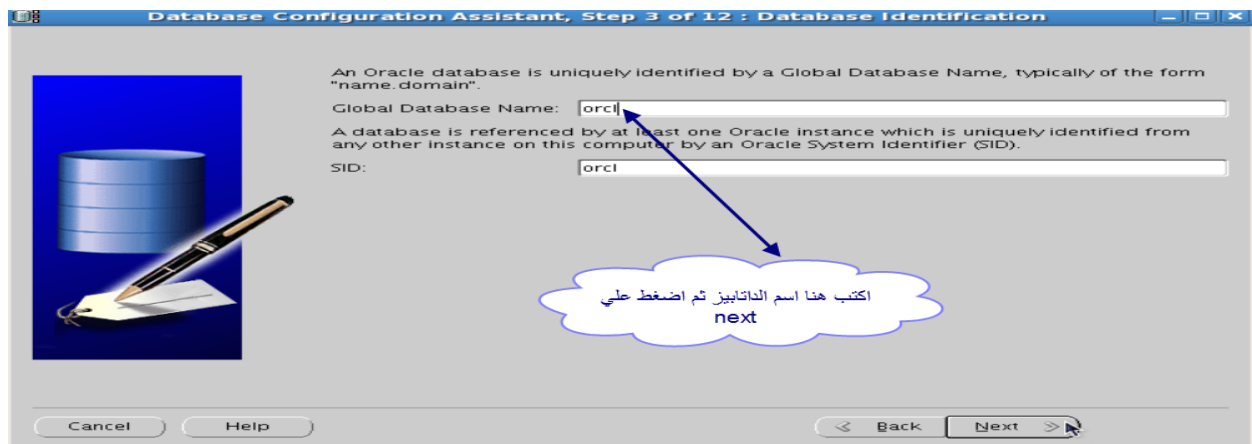 Database Configuration Assistant, Step 3 of 12 : Database Identification
An Oracle database is uniquely identified by a Global Database Name, typically of the form
"name.domain".
Global Database Name: orcl
A database is referenced by at least one Oracle instance which is uniquely identified from
any other instance on this computer by an Oracle System Identifier (SID).
SID: orcl
اكتب هنا اسم الداتابيز ثم اضغط علي
next
Cancel Help Back Next